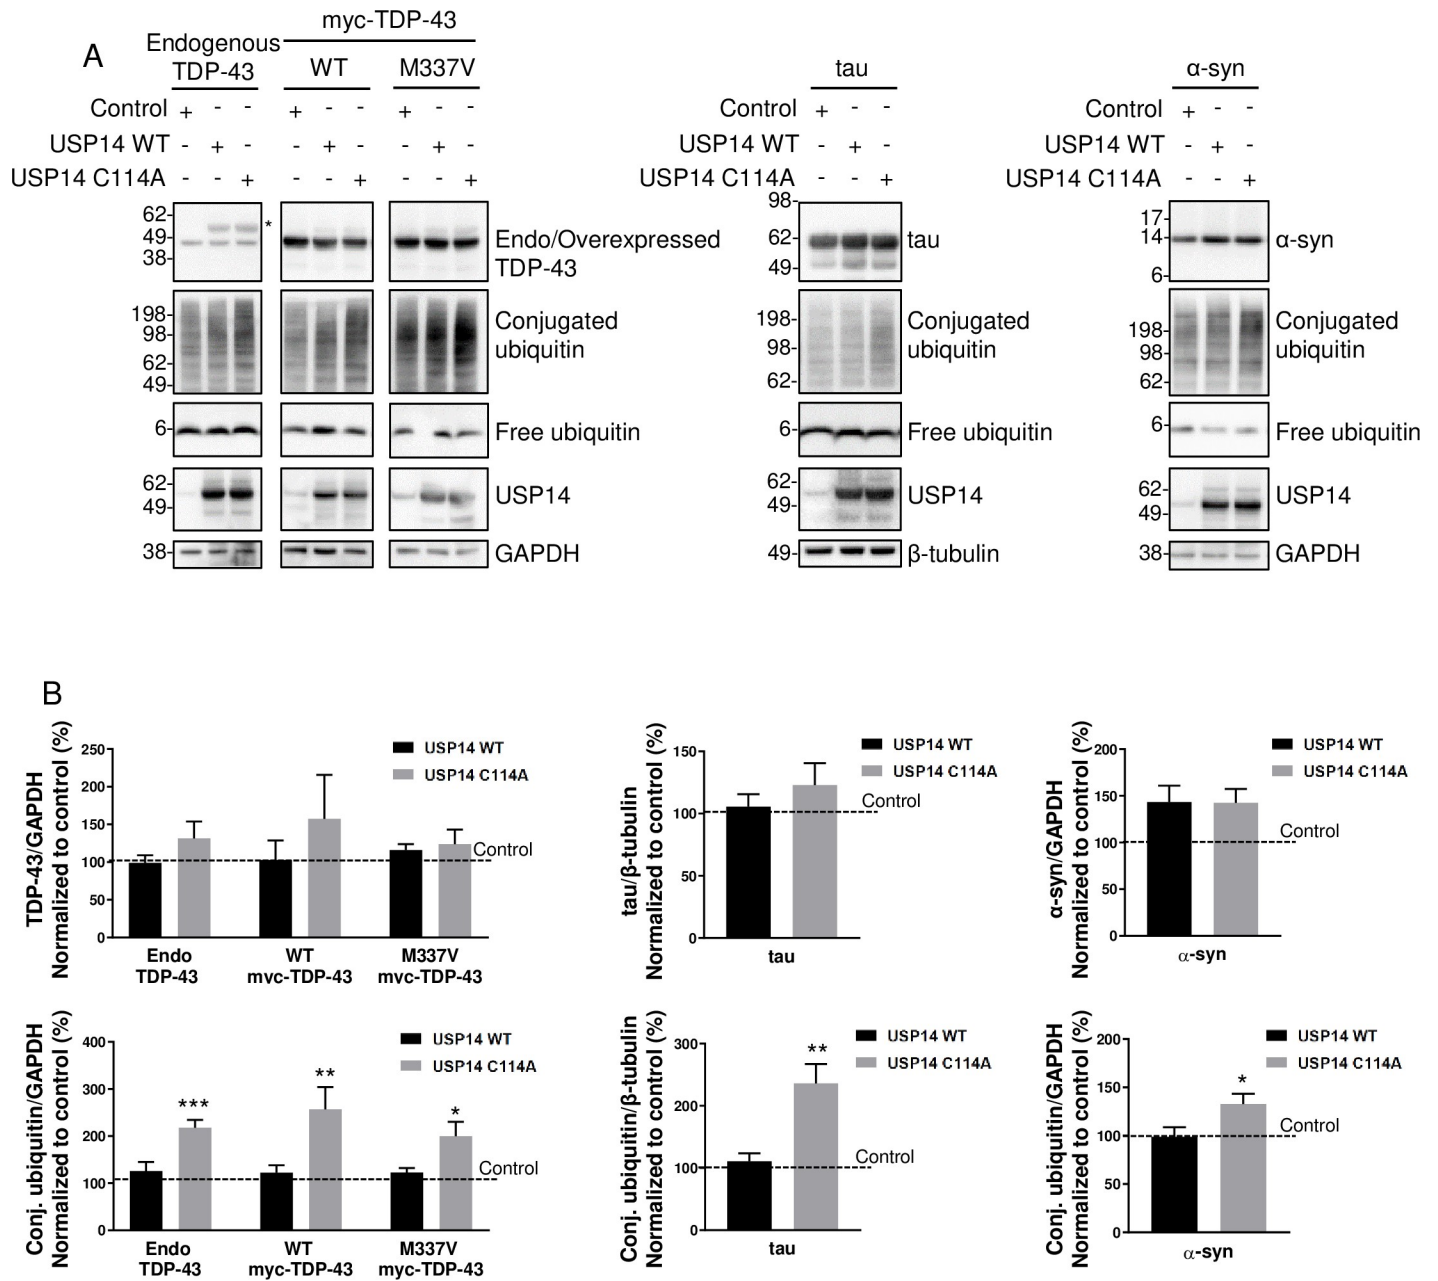 A
myc-TDP-43
Endogenous
TDP-43
WT
M337V
tau
α-syn
Control + - - + - - + - -
USP14 WT - + - - + - - + -
USP14 C114A - - + - - + - - +
Control + - -
USP14 WT - + -
USP14 C114A - - +
Control + - -
USP14 WT - + -
USP14 C114A - - +
62-
49-
38-
*
Endo/Overexpressed
TDP-43
198-
98-
62-
49-
Conjugated
ubiquitin
6-
Free ubiquitin
62-
49-
USP14
38-
GAPDH
98-
62-
49-
tau
198-
98-
62-
Conjugated
ubiquitin
6-
Free ubiquitin
62-
49-
USP14
49-
β-tubulin
17-
14-
6-
α-syn
198-
98-
62-
Conjugated
ubiquitin
6-
Free ubiquitin
62-
49-
USP14
38-
GAPDH
B
TDP-43/GAPDH
Normalized to control (%)
250
200
150
100
50
0
USP14 WT
USP14 C114A
Control
Endo
TDP-43
WT
myc-TDP-43
M337V
myc-TDP-43
tau/β-tubulin
Normalized to control (%)
150
100
50
0
USP14 WT
USP14 C114A
Control
tau
α-syn/GAPDH
Normalized to control (%)
200
150
100
50
0
USP14 WT
USP14 C114A
Control
α-syn
Conj. ubiquitin/GAPDH
Normalized to control (%)
400
300
200
100
0
USP14 WT
USP14 C114A
***
**
*
Control
Endo
TDP-43
WT
myc-TDP-43
M337V
myc-TDP-43
Conj. ubiquitin/β-tubulin
Normalized to control (%)
300
200
100
0
USP14 WT
USP14 C114A
**
Control
tau
Conj. ubiquitin/GAPDH
Normalized to control (%)
200
150
100
50
0
USP14 WT
USP14 C114A
*
Control
α-syn